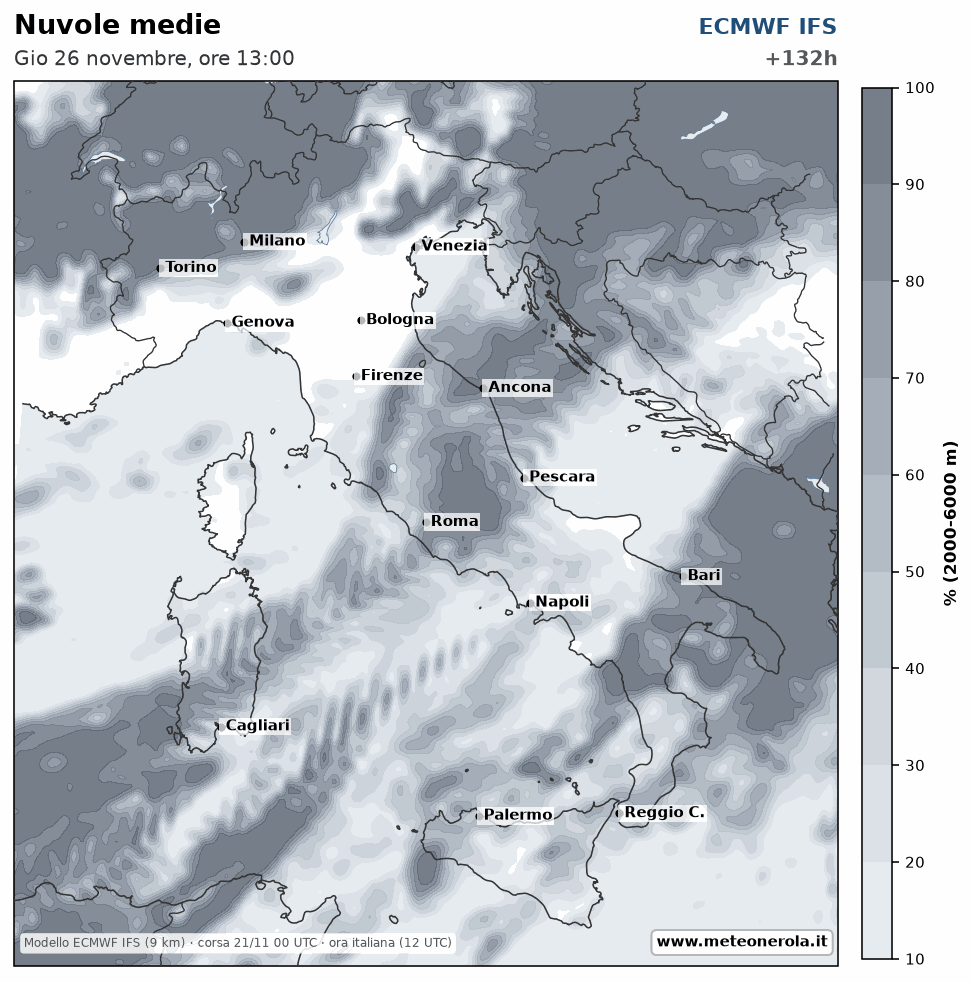 Nuvole medie
ECMWF IFS
Gio 26 novembre, ore 13:00
+132h
Milano
Venezia
Torino
Genova
Bologna
Firenze
Ancona
Pescara
Roma
Bari
Napoli
Cagliari
Palermo
Reggio C.
100
90
80
70
60
50
40
30
20
10
% (2000-6000 m)
Modello ECMWF IFS (9 km) · corsa 21/11 00 UTC · ora italiana (12 UTC)
www.meteonerola.it